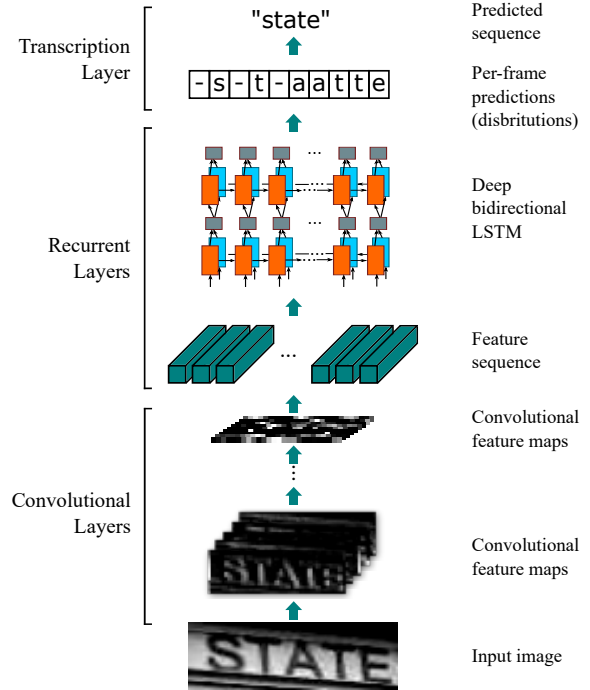 "state"
Predicted
sequence
Transcription
Layer
-s-t-aatte
Per-frame
predictions
(disbritutions)
...
Deep
bidirectional
LSTM
Recurrent
Layers
...
Feature
sequence
Convolutional
feature maps
Convolutional
Layers
STATE
Convolutional
feature maps
STATE
Input image